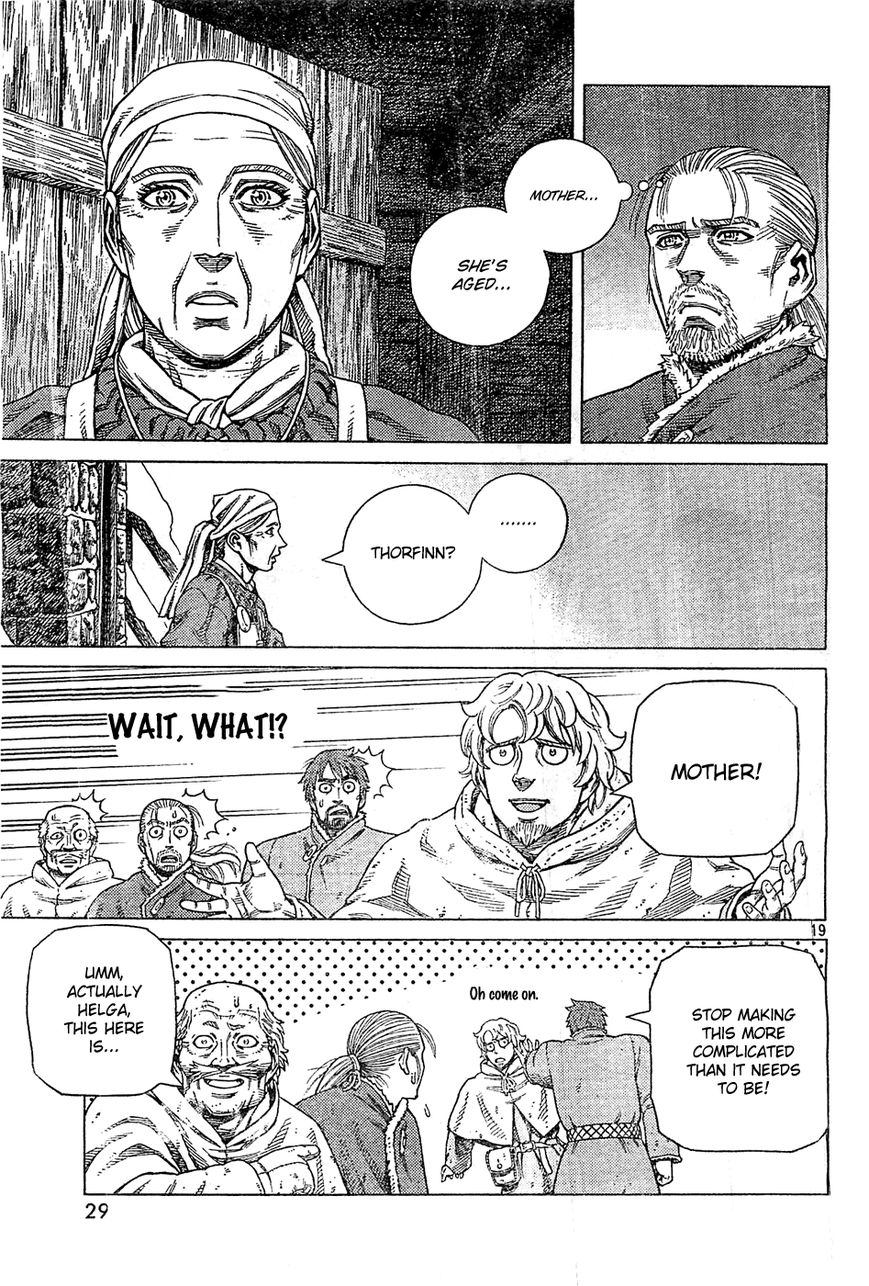 MOTHER...
SHE'S
AGED...
.......
THORFINN?
MOTHER!
WAIT, WHAT!?
19
STOP MAKING
THIS MORE
COMPLICATED
THAN IT NEEDS
TO BE!
Oh come on.
UMM,
ACTUALLY
HELGA,
THIS HERE
IS...
29